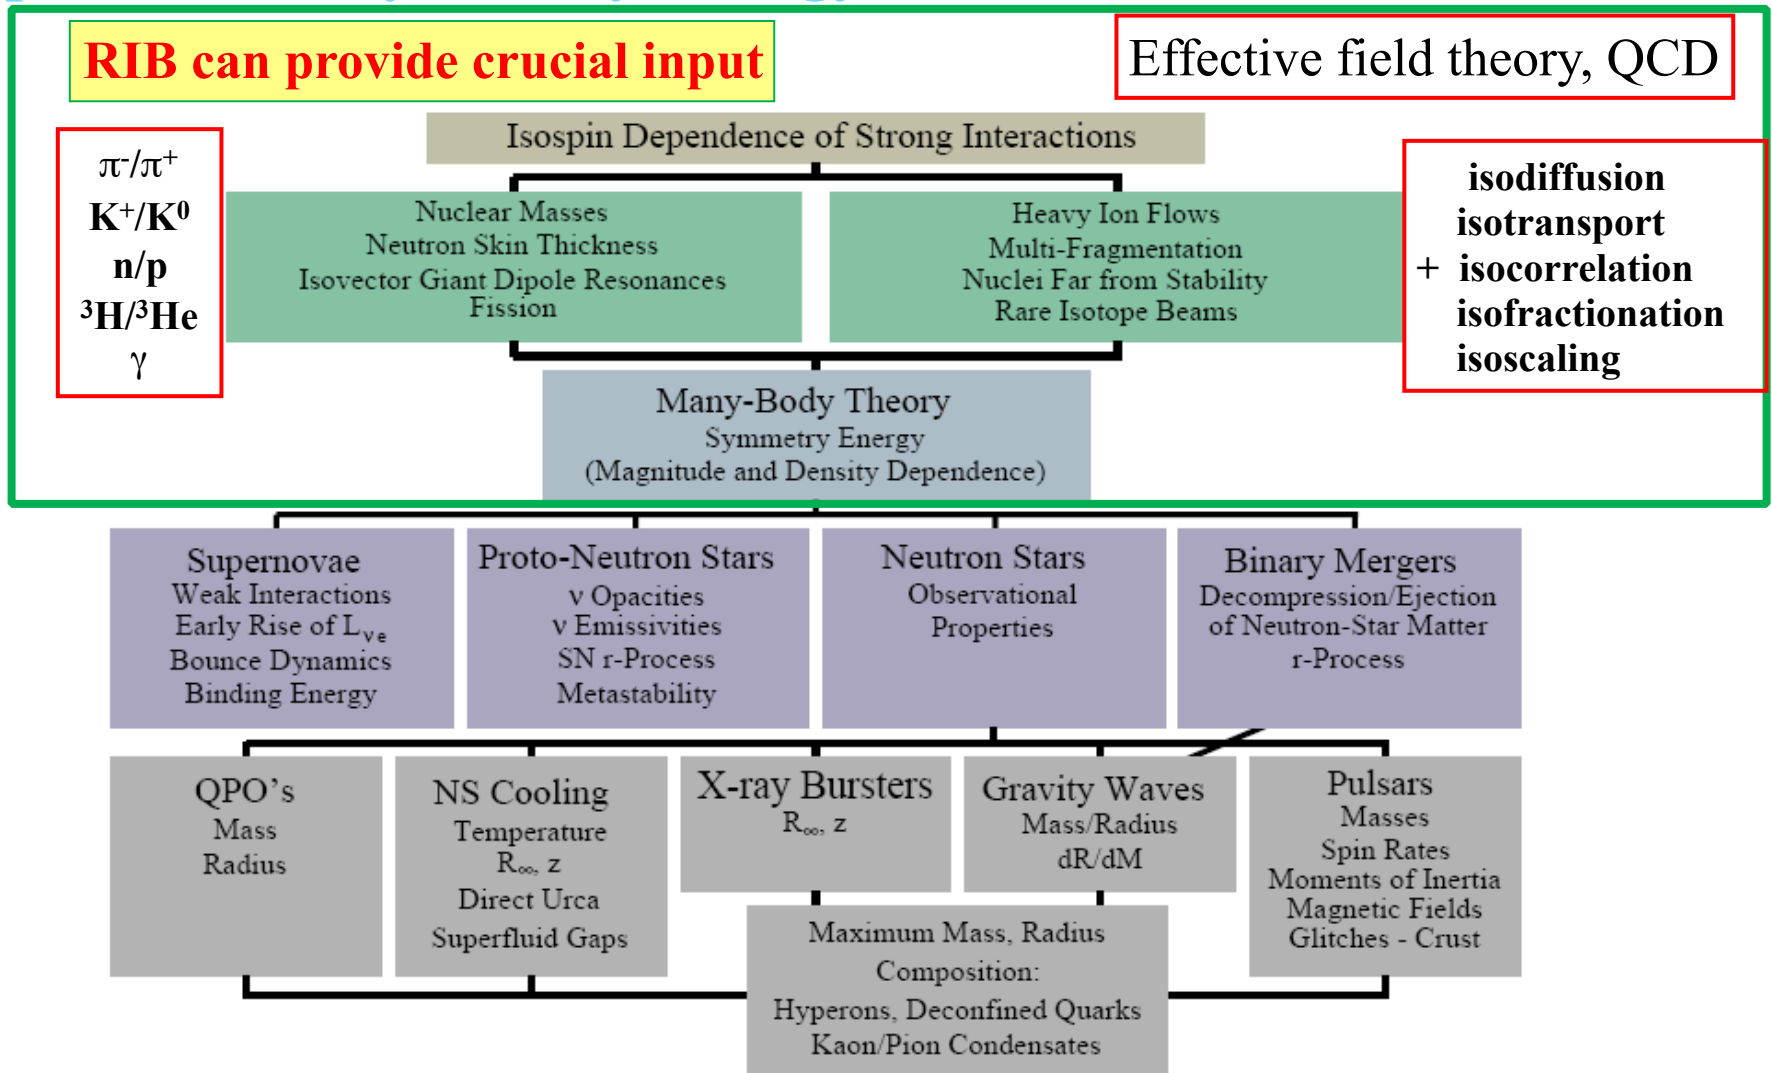 RIB can provide crucial input
Effective field theory, QCD
Isospin Dependence of Strong Interactions
π⁻/π⁺
K⁺/K⁰
n/p
³H/³He
γ
Nuclear Masses
Neutron Skin Thickness
Isovector Giant Dipole Resonances
Fission
Heavy Ion Flows
Multi-Fragmentation
Nuclei Far from Stability
Rare Isotope Beams
isodiffusion
isotransport
+ isocorrelation
isofractionation
isoscaling
Many-Body Theory
Symmetry Energy
(Magnitude and Density Dependence)
Supernovae
Weak Interactions
Early Rise of Lνe
Bounce Dynamics
Binding Energy
Proto-Neutron Stars
ν Opacities
ν Emissivities
SN r-Process
Metastability
Neutron Stars
Observational
Properties
Binary Mergers
Decompression/Ejection
of Neutron-Star Matter
r-Process
QPO’s
Mass
Radius
NS Cooling
Temperature
R∞, z
Direct Urca
Superfluid Gaps
X-ray Bursters
R∞, z
Gravity Waves
Mass/Radius
dR/dM
Pulsars
Masses
Spin Rates
Moments of Inertia
Magnetic Fields
Glitches - Crust
Maximum Mass, Radius
Composition:
Hyperons, Deconfined Quarks
Kaon/Pion Condensates